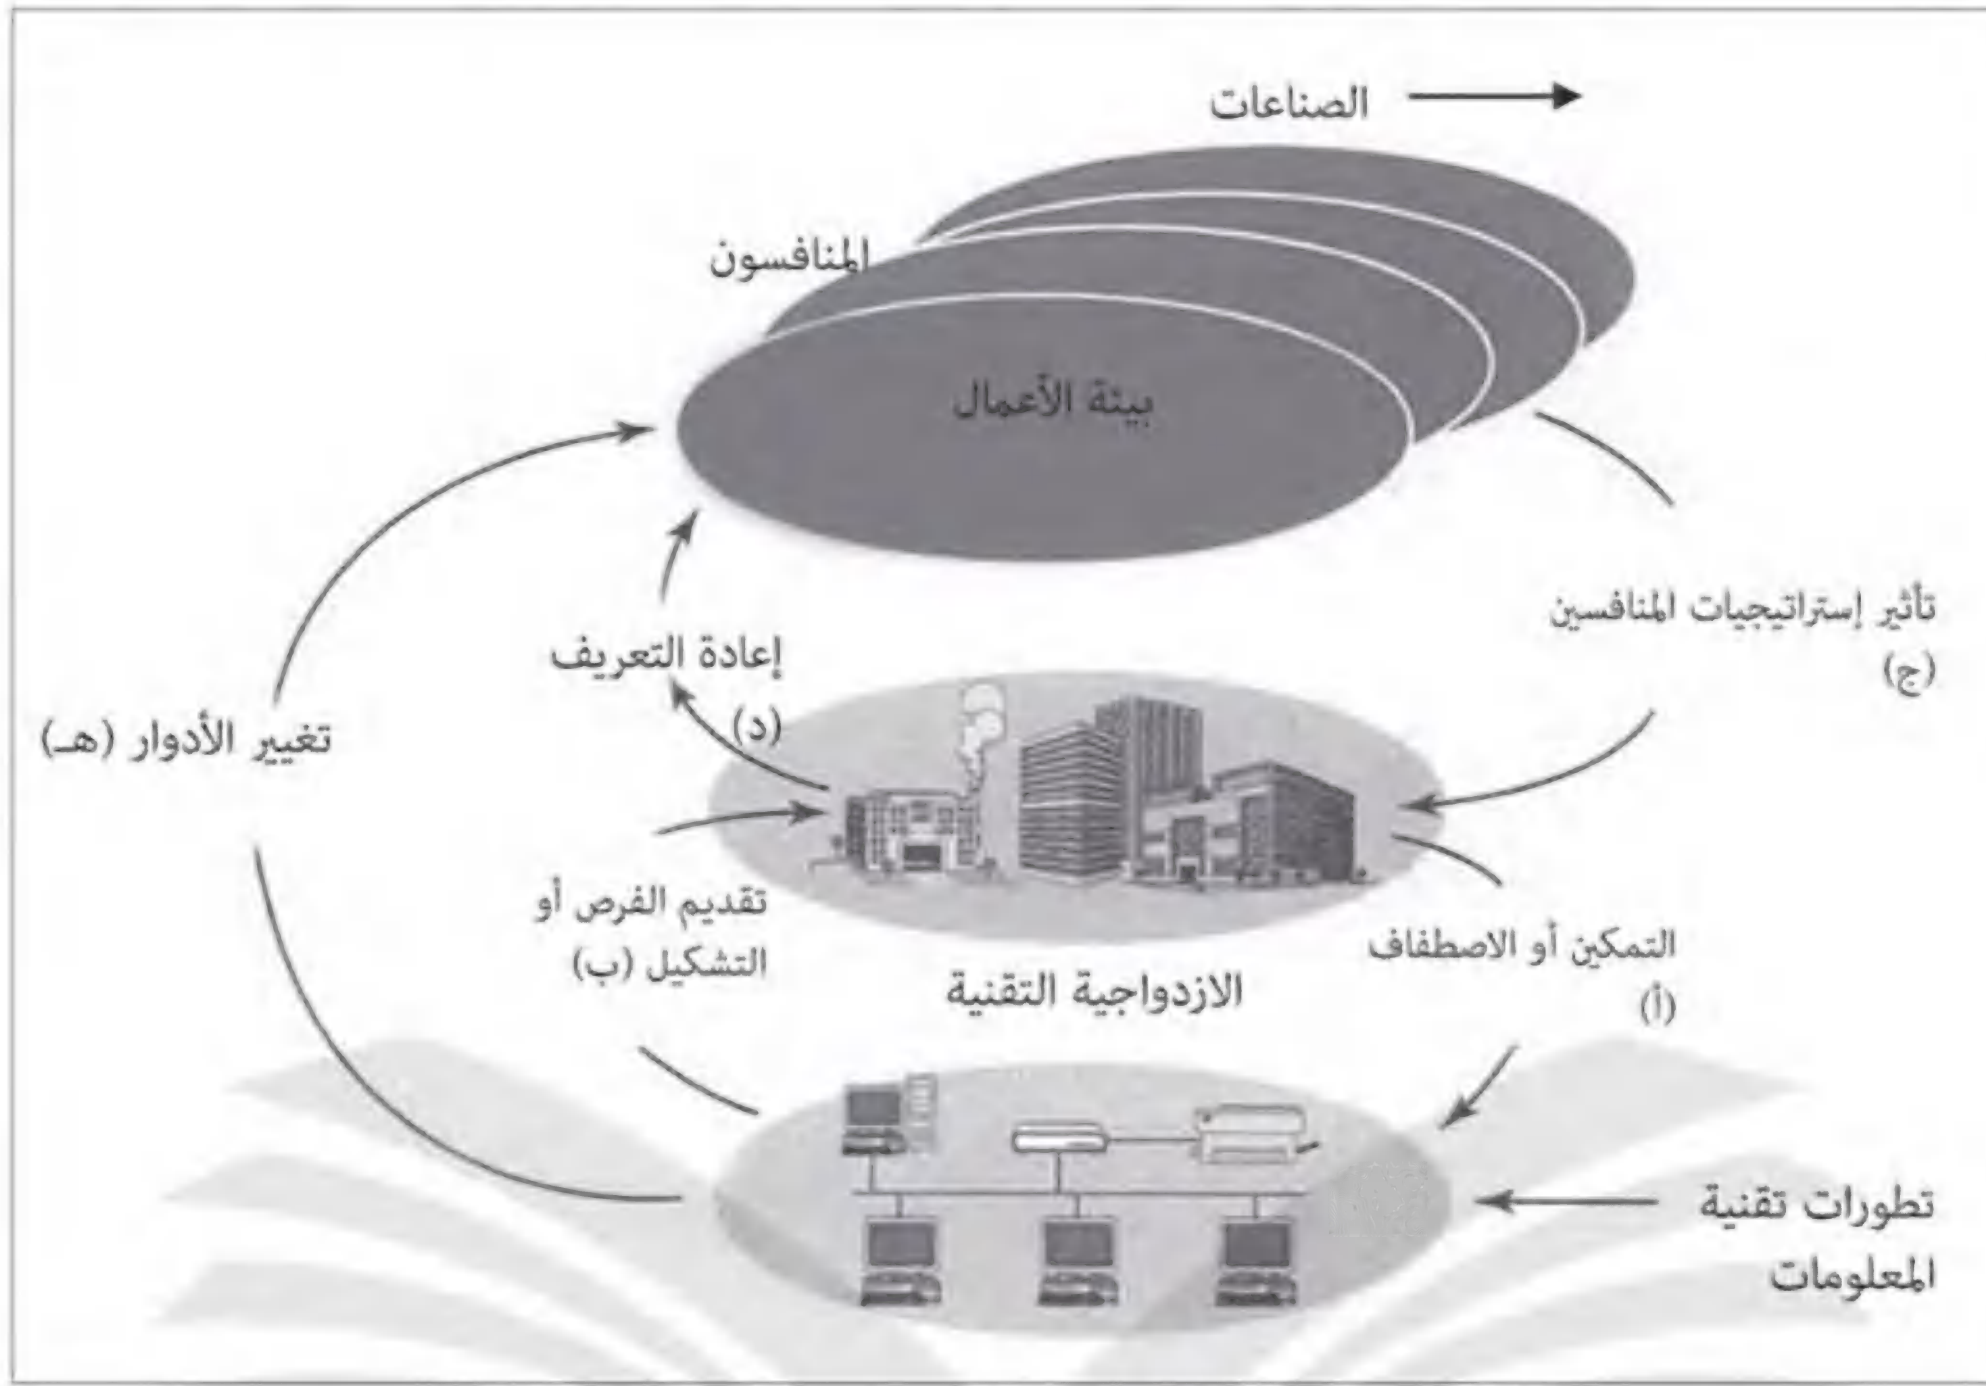 الصناعات
المنافسون
بيئة الأعمال
تأثير إستراتيجيات المنافسين
(ج)
إعادة التعريف
(د)
تغيير الأدوار (هـ)
تقديم الفرص أو
التشكيل (ب)
التمكين أو الاصطفاف
(أ)
الازدواجية التقنية
تطورات تقنية
المعلومات